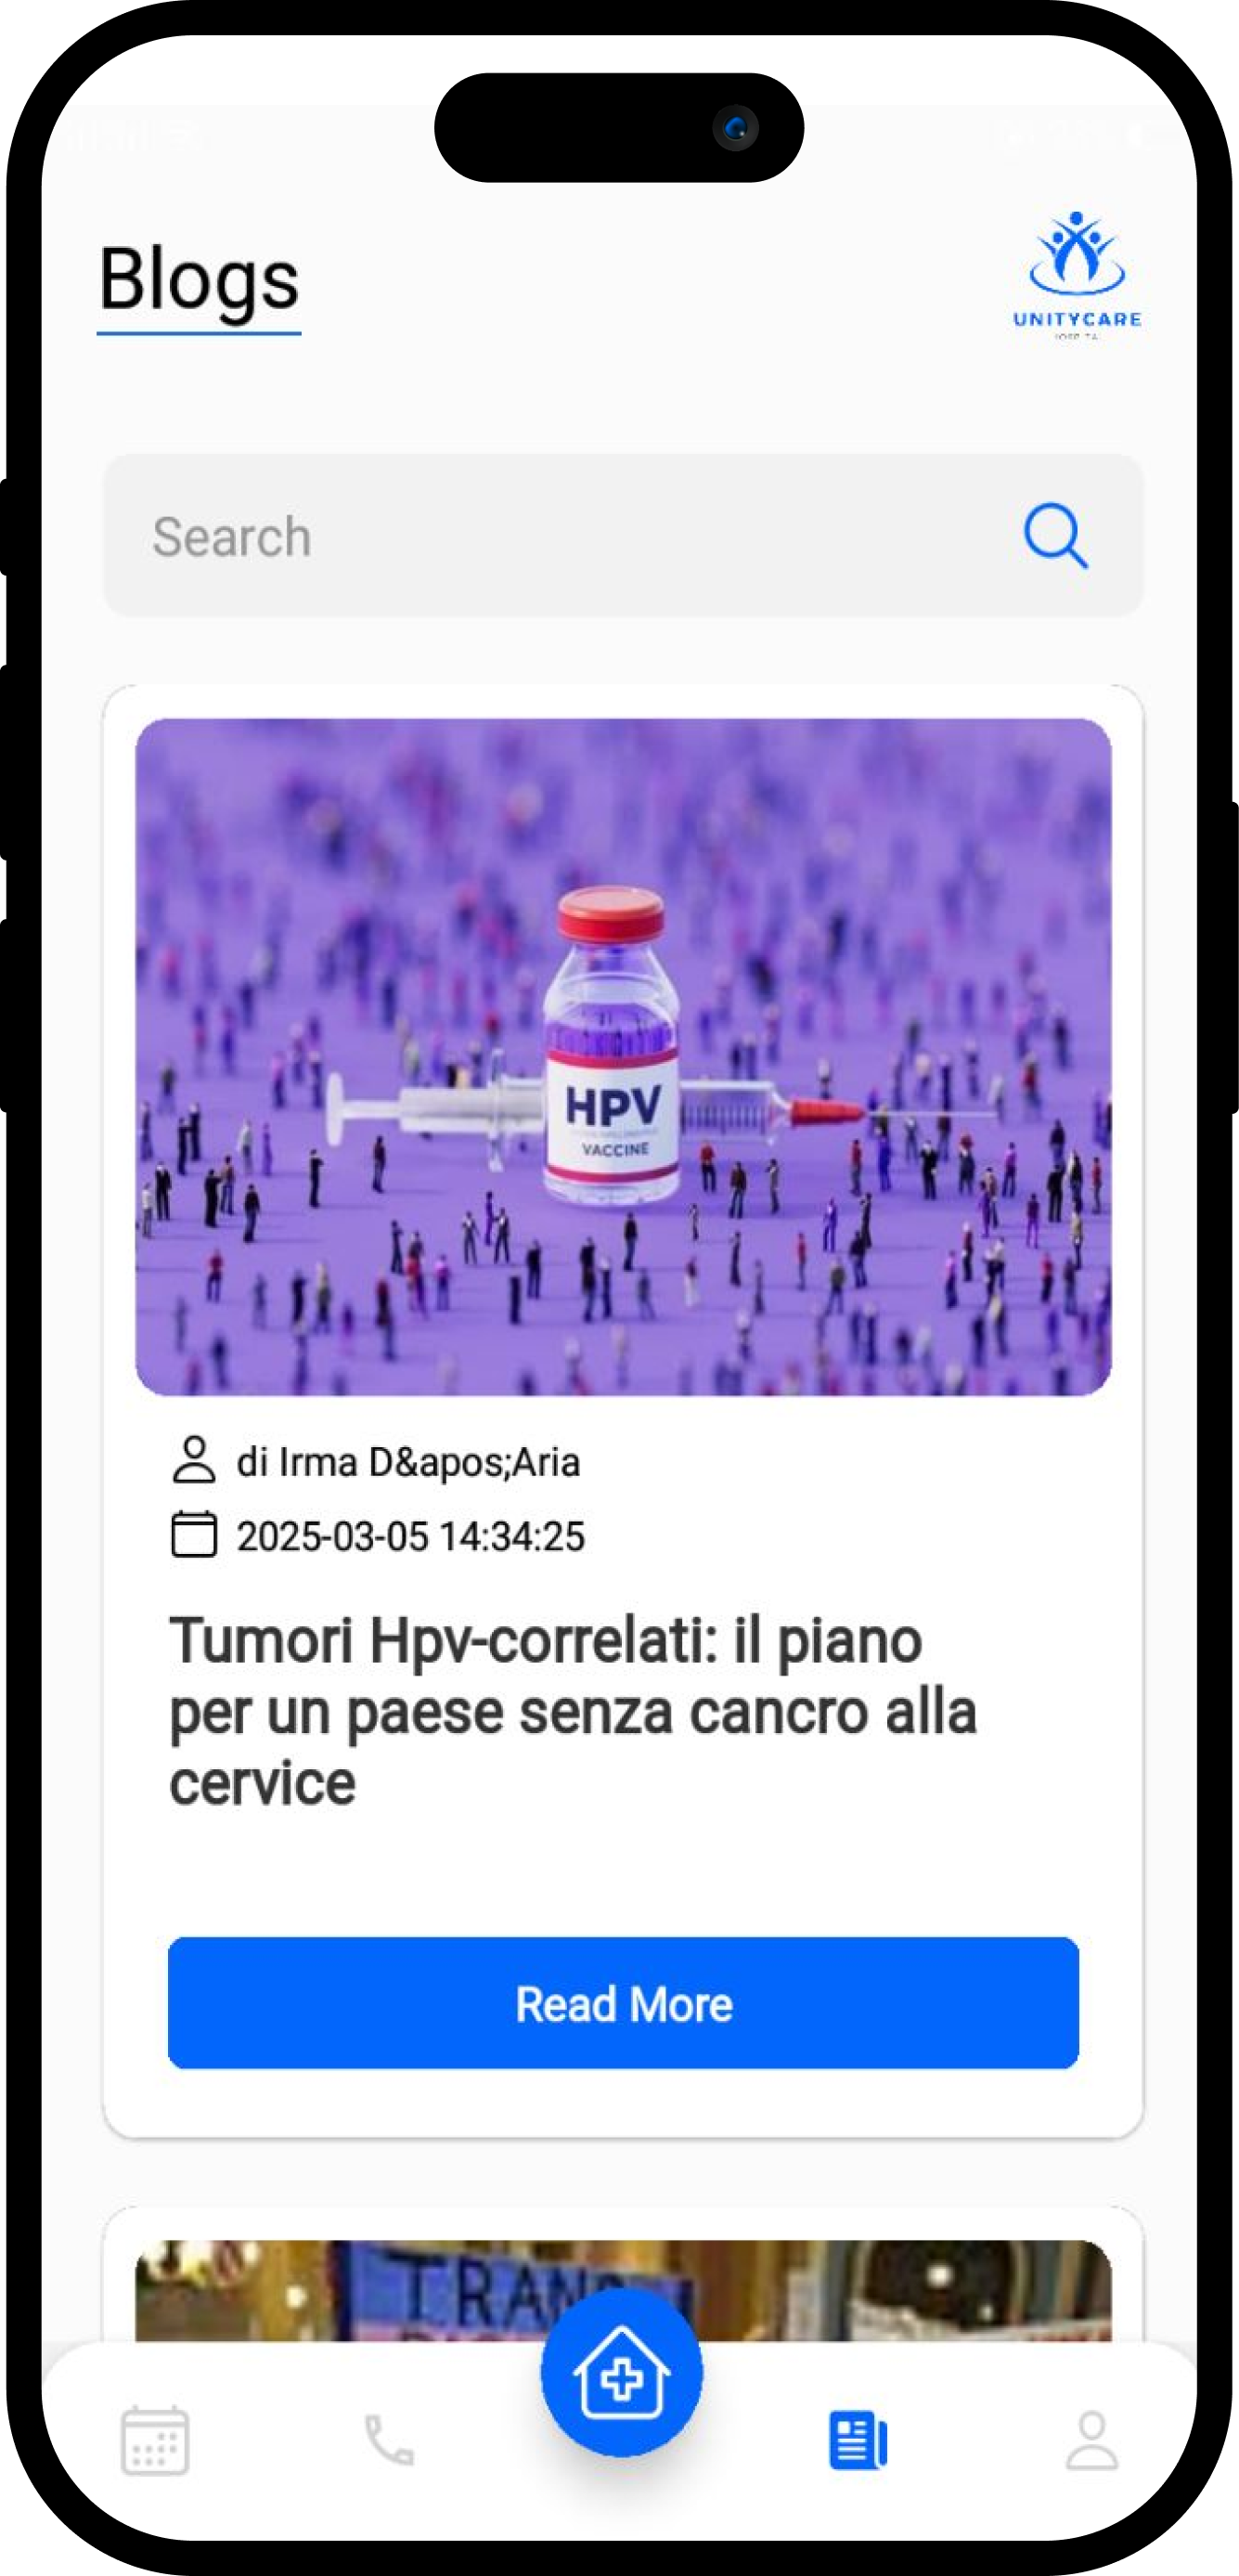 Blogs
UNITYCARE
Search
HPV
VACCINE
di Irma D&apos;Aria
2025-03-05 14:34:25
Tumori Hpv-correlati: il piano
per un paese senza cancro alla
cervice
Read More